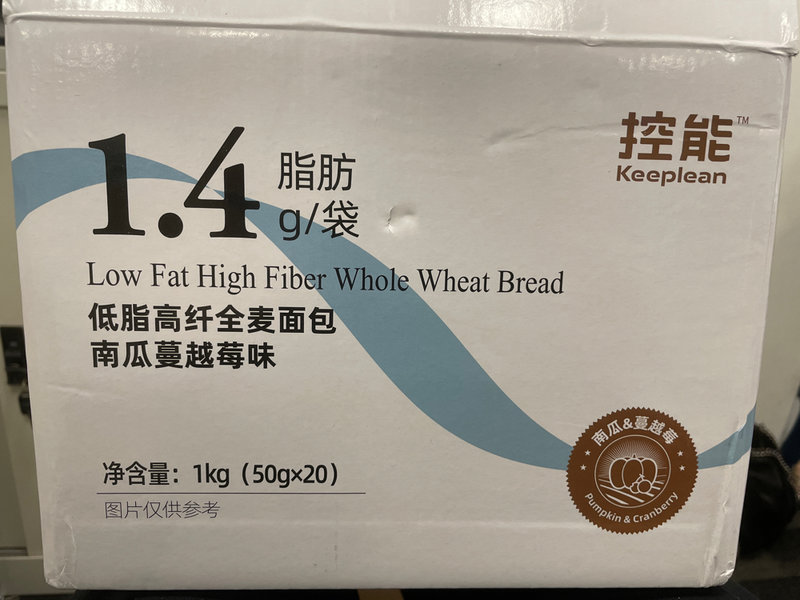 1.4 脂肪
g/袋
控能™
Keeplean
Low Fat High Fiber Whole Wheat Bread
低脂高纤全麦面包
南瓜蔓越莓味
净含量：1kg（50g×20）
图片仅供参考
南瓜&蔓越莓
Pumpkin & Cranberry